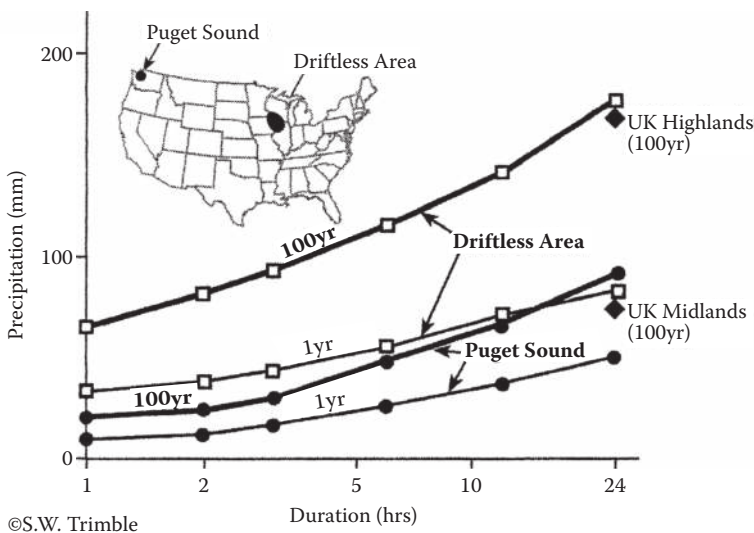 Puget Sound
Driftless Area
200
100
0
Precipitation (mm)
UK Highlands
(100yr)
100yr
Driftless Area
UK Midlands
(100yr)
1yr
Puget Sound
100yr
1yr
1 2 5 10 24
Duration (hrs)
©S.W. Trimble